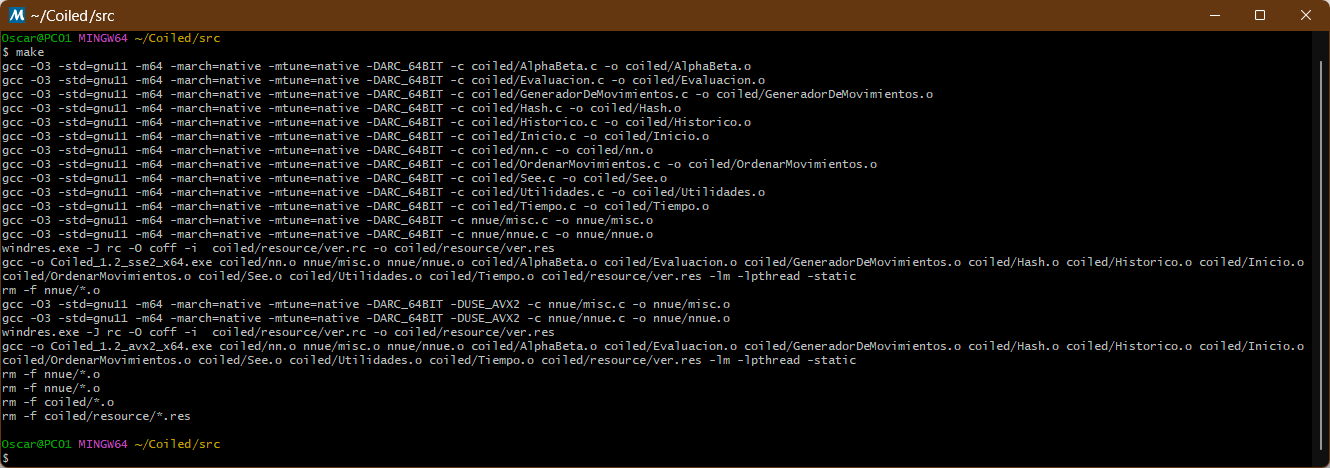 ~/Coiled/src
Oscar@PC01 MINGW64 ~/Coiled/src
$ make
gcc -O3 -std=gnu11 -m64 -march=native -mtune=native -DARC_64BIT -c coiled/AlphaBeta.c -o coiled/AlphaBeta.o
gcc -O3 -std=gnu11 -m64 -march=native -mtune=native -DARC_64BIT -c coiled/Evaluacion.c -o coiled/Evaluacion.o
gcc -O3 -std=gnu11 -m64 -march=native -mtune=native -DARC_64BIT -c coiled/GeneradorDeMovimientos.c -o coiled/GeneradorDeMovimientos.o
gcc -O3 -std=gnu11 -m64 -march=native -mtune=native -DARC_64BIT -c coiled/Hash.c -o coiled/Hash.o
gcc -O3 -std=gnu11 -m64 -march=native -mtune=native -DARC_64BIT -c coiled/Historico.c -o coiled/Historico.o
gcc -O3 -std=gnu11 -m64 -march=native -mtune=native -DARC_64BIT -c coiled/Inicio.c -o coiled/Inicio.o
gcc -O3 -std=gnu11 -m64 -march=native -mtune=native -DARC_64BIT -c coiled/nn.c -o coiled/nn.o
gcc -O3 -std=gnu11 -m64 -march=native -mtune=native -DARC_64BIT -c coiled/OrdenarMovimientos.c -o coiled/OrdenarMovimientos.o
gcc -O3 -std=gnu11 -m64 -march=native -mtune=native -DARC_64BIT -c coiled/See.c -o coiled/See.o
gcc -O3 -std=gnu11 -m64 -march=native -mtune=native -DARC_64BIT -c coiled/Utilidades.c -o coiled/Utilidades.o
gcc -O3 -std=gnu11 -m64 -march=native -mtune=native -DARC_64BIT -c coiled/Tiempo.c -o coiled/Tiempo.o
gcc -O3 -std=gnu11 -m64 -march=native -mtune=native -DARC_64BIT -c nnue/misc.c -o nnue/misc.o
gcc -O3 -std=gnu11 -m64 -march=native -mtune=native -DARC_64BIT -c nnue/nnue.c -o nnue/nnue.o
windres.exe -J rc -O coff -i  coiled/resource/ver.rc -o coiled/resource/ver.res
gcc -o Coiled_1.2_sse2_x64.exe coiled/nn.o nnue/misc.o nnue/nnue.o coiled/AlphaBeta.o coiled/Evaluacion.o coiled/GeneradorDeMovimientos.o coiled/Hash.o coiled/Historico.o coiled/Inicio.o
coiled/OrdenarMovimientos.o coiled/See.o coiled/Utilidades.o coiled/Tiempo.o coiled/resource/ver.res -lm -lpthread -static
rm -f nnue/*.o
gcc -O3 -std=gnu11 -m64 -march=native -mtune=native -DARC_64BIT -DUSE_AVX2 -c nnue/misc.c -o nnue/misc.o
gcc -O3 -std=gnu11 -m64 -march=native -mtune=native -DARC_64BIT -DUSE_AVX2 -c nnue/nnue.c -o nnue/nnue.o
windres.exe -J rc -O coff -i  coiled/resource/ver.rc -o coiled/resource/ver.res
gcc -o Coiled_1.2_avx2_x64.exe coiled/nn.o nnue/misc.o nnue/nnue.o coiled/AlphaBeta.o coiled/Evaluacion.o coiled/GeneradorDeMovimientos.o coiled/Hash.o coiled/Historico.o coiled/Inicio.o
coiled/OrdenarMovimientos.o coiled/See.o coiled/Utilidades.o coiled/Tiempo.o coiled/resource/ver.res -lm -lpthread -static
rm -f nnue/*.o
rm -f nnue/*.o
rm -f coiled/*.o
rm -f coiled/resource/*.res
Oscar@PC01 MINGW64 ~/Coiled/src
$